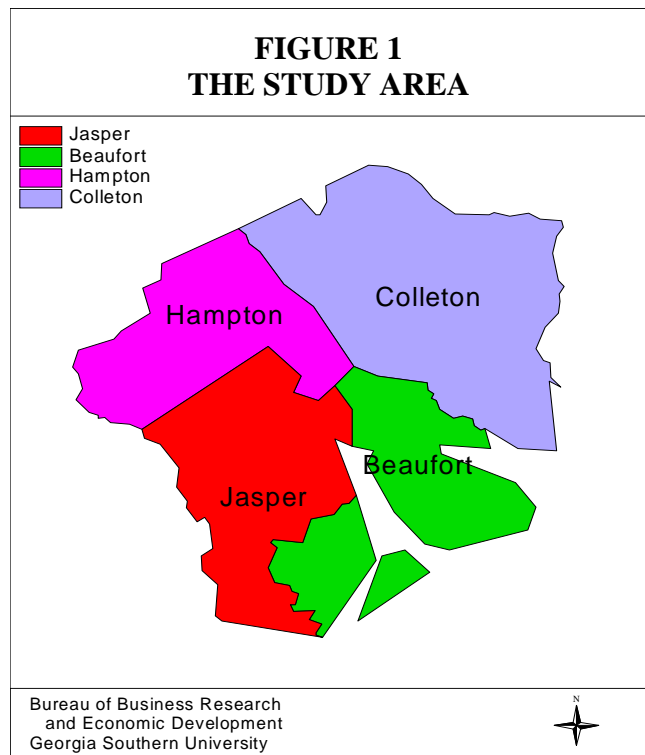 FIGURE 1
THE STUDY AREA
Jasper
Beaufort
Hampton
Colleton
Colleton
Hampton
Beaufort
Jasper
Bureau of Business Research
and Economic Development
Georgia Southern University
N